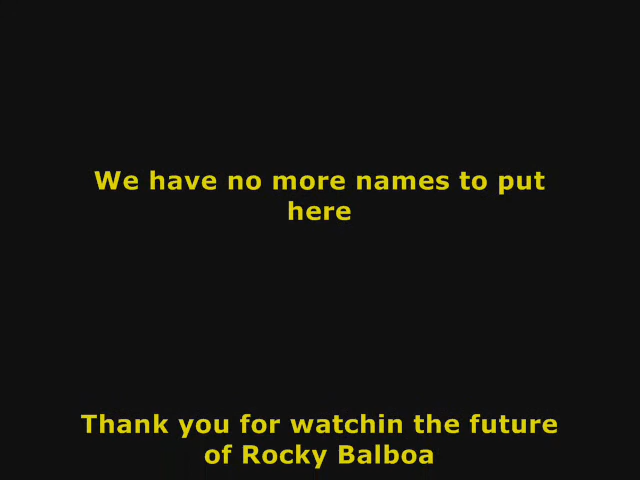 We have no more names to put
here
Thank you for watchin the future
of Rocky Balboa